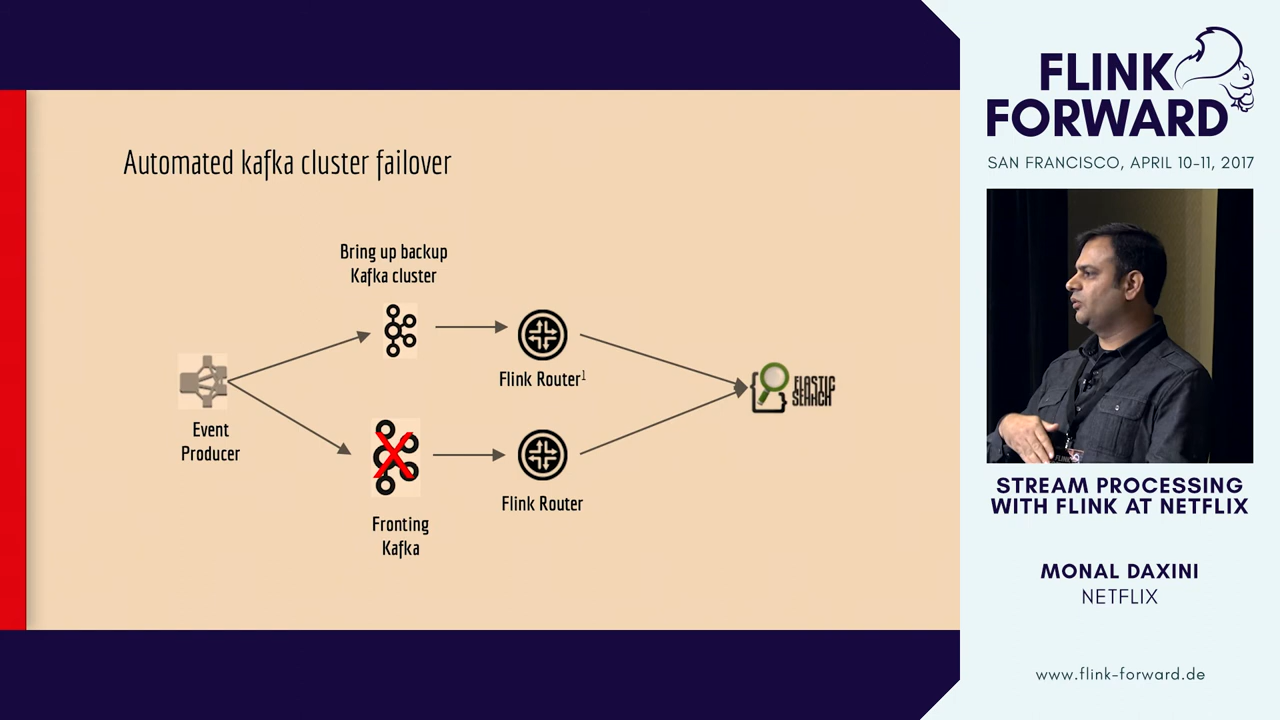 Automated kafka cluster failover
Bring up backup
Kafka cluster
Flink Router1
ELASTIC
SEARCH
Event
Producer
Flink Router
Fronting
Kafka
FLINK
FORWARD
SAN FRANCISCO, APRIL 10-11, 2017
FLINK
STREAM PROCESSING
WITH FLINK AT NETFLIX
MONAL DAXINI
NETFLIX
www.flink-forward.de